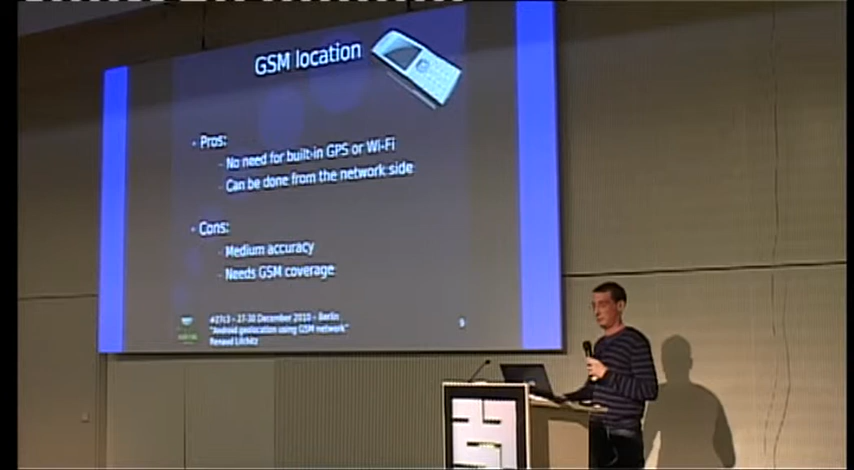 GSM location
• Pros:
- No need for built-in GPS or Wi-Fi
- Can be done from the network side
• Cons:
- Medium accuracy
- Needs GSM coverage
#27c3 – 27-30 December 2010 – Berlin
"Android geolocation using GSM network"
Renaud Lifchitz
9